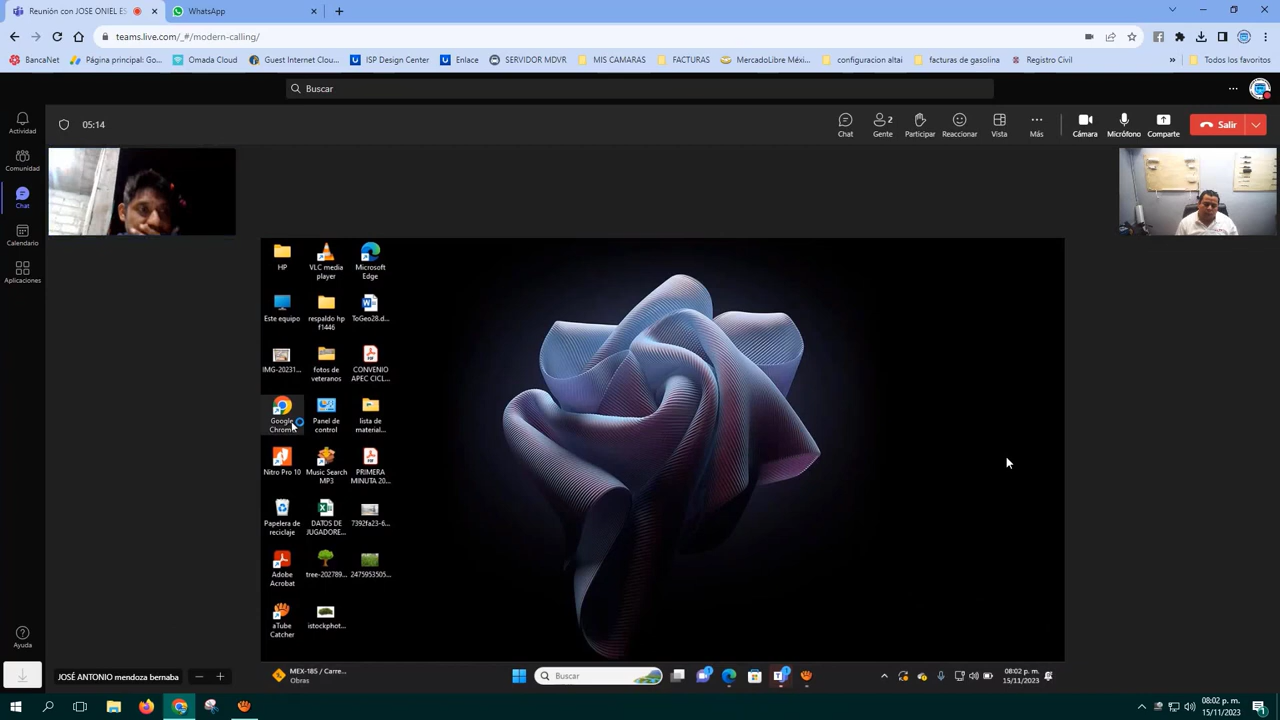 Reunión con JOSE ONIEL ES
WhatsApp
teams.live.com/_#/modern-calling/
BancaNet
Página principal: Go...
Omada Cloud
Guest Internet Clou...
ISP Design Center
Enlace
SERVIDOR MDVR
MIS CAMARAS
FACTURAS
MercadoLibre Méxi...
configuracion altai
facturas de gasolina
Registro Civil
»
Todos los favoritos
Buscar
05:14
Chat
2
Gente
Participar
Reaccionar
Vista
Más
Cámara
Micrófono
Comparte
Salir
Actividad
Comunidad
Chat
Calendario
Aplicaciones
Ayuda
HP
VLC media player
Microsoft Edge
Este equipo
respaldo hp f1446
ToGeo28.d...
IMG-20231...
fotos de veteranos
CONVENIO APEC CICL...
Google Chrome
Panel de control
lista de material...
Nitro Pro 10
Music Search MP3
PRIMERA MINUTA 20...
Papelera de reciclaje
DATOS DE JUGADORE...
7392fa23-6...
Adobe Acrobat
tree-202789...
2475953505...
aTube Catcher
istockphot...
JOSÉ ANTONIO mendoza bernaba
MEX-185 / Carre...
Obras
Buscar
08:02 p. m.
15/11/2023
08:02 p. m.
15/11/2023